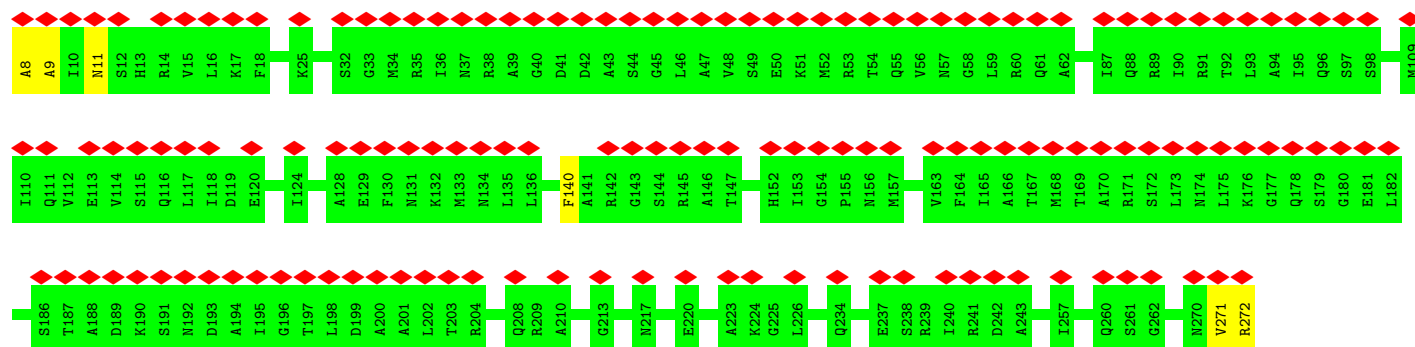 A8 A9 I10 N11 S12 H13 R14 V15 L16 K17 F18 K25 S32 G33 M34 R35 I36 N37 R38 A39 G40 D41 D42 A43 S44 G45 L46 A47 V48 S49 E50 K51 M52 R53 T54 Q55 V56 N57 G58 L59 R60 Q61 A62 I87 Q88 R89 I90 R91 T92 L93 A94 I95 Q96 S97 S98 M109
I110 Q111 V112 E113 V114 S115 Q116 L117 I118 D119 E120 I124 A128 E129 F130 N131 K132 M133 N134 L135 L136 F140 A141 R142 G143 S144 R145 A146 T147 H152 I153 G154 P155 N156 M157 V163 F164 I165 A166 T167 M168 T169 A170 R171 S172 L173 N174 L175 K176 G177 Q178 S179 G180 E181 L182
S186 T187 A188 D189 K190 S191 N192 D193 A194 I195 G196 T197 L198 D199 A200 A201 L202 T203 R204 Q208 R209 A210 G213 N217 E220 A223 K224 G225 L226 Q234 E237 S238 R239 I240 R241 D242 A243 I257 Q260 S261 G262 N270 V271 R272